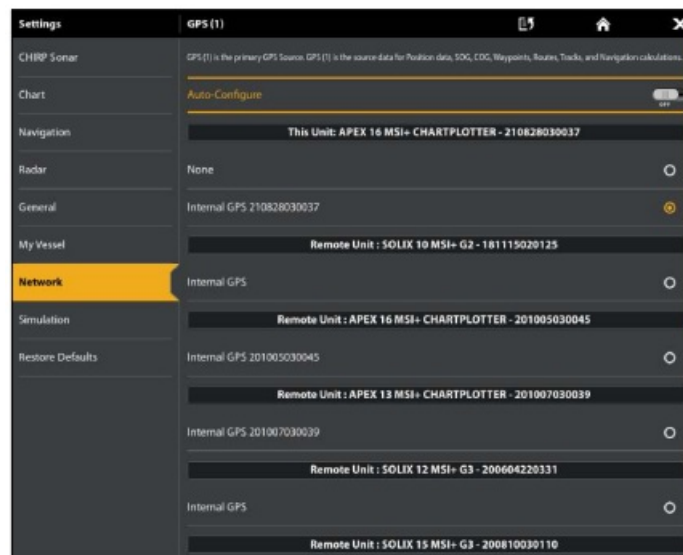 Settings
GPS (1)
CHIRP Sonar
GPS (1) is the primary GPS Source. GPS (1) is the source data for Position data, SOG, COG, Waypoints, Routes, Tracks, and Navigation calculations.
Chart
Auto-Configure
OFF
Navigation
This Unit: APEX 16 MSI+ CHARTPLOTTER - 210828030037
Radar
None
General
Internal GPS 210828030037
My Vessel
Remote Unit : SOLIX 10 MSI+ G2 - 181115020125
Network
Internal GPS
Simulation
Remote Unit : APEX 16 MSI+ CHARTPLOTTER - 201005030045
Restore Defaults
Internal GPS 201005030045
Remote Unit : APEX 13 MSI+ CHARTPLOTTER - 201007030039
Internal GPS 201007030039
Remote Unit : SOLIX 12 MSI+ G3 - 200604220331
Internal GPS
Remote Unit : SOLIX 15 MSI+ G3 - 200810030110